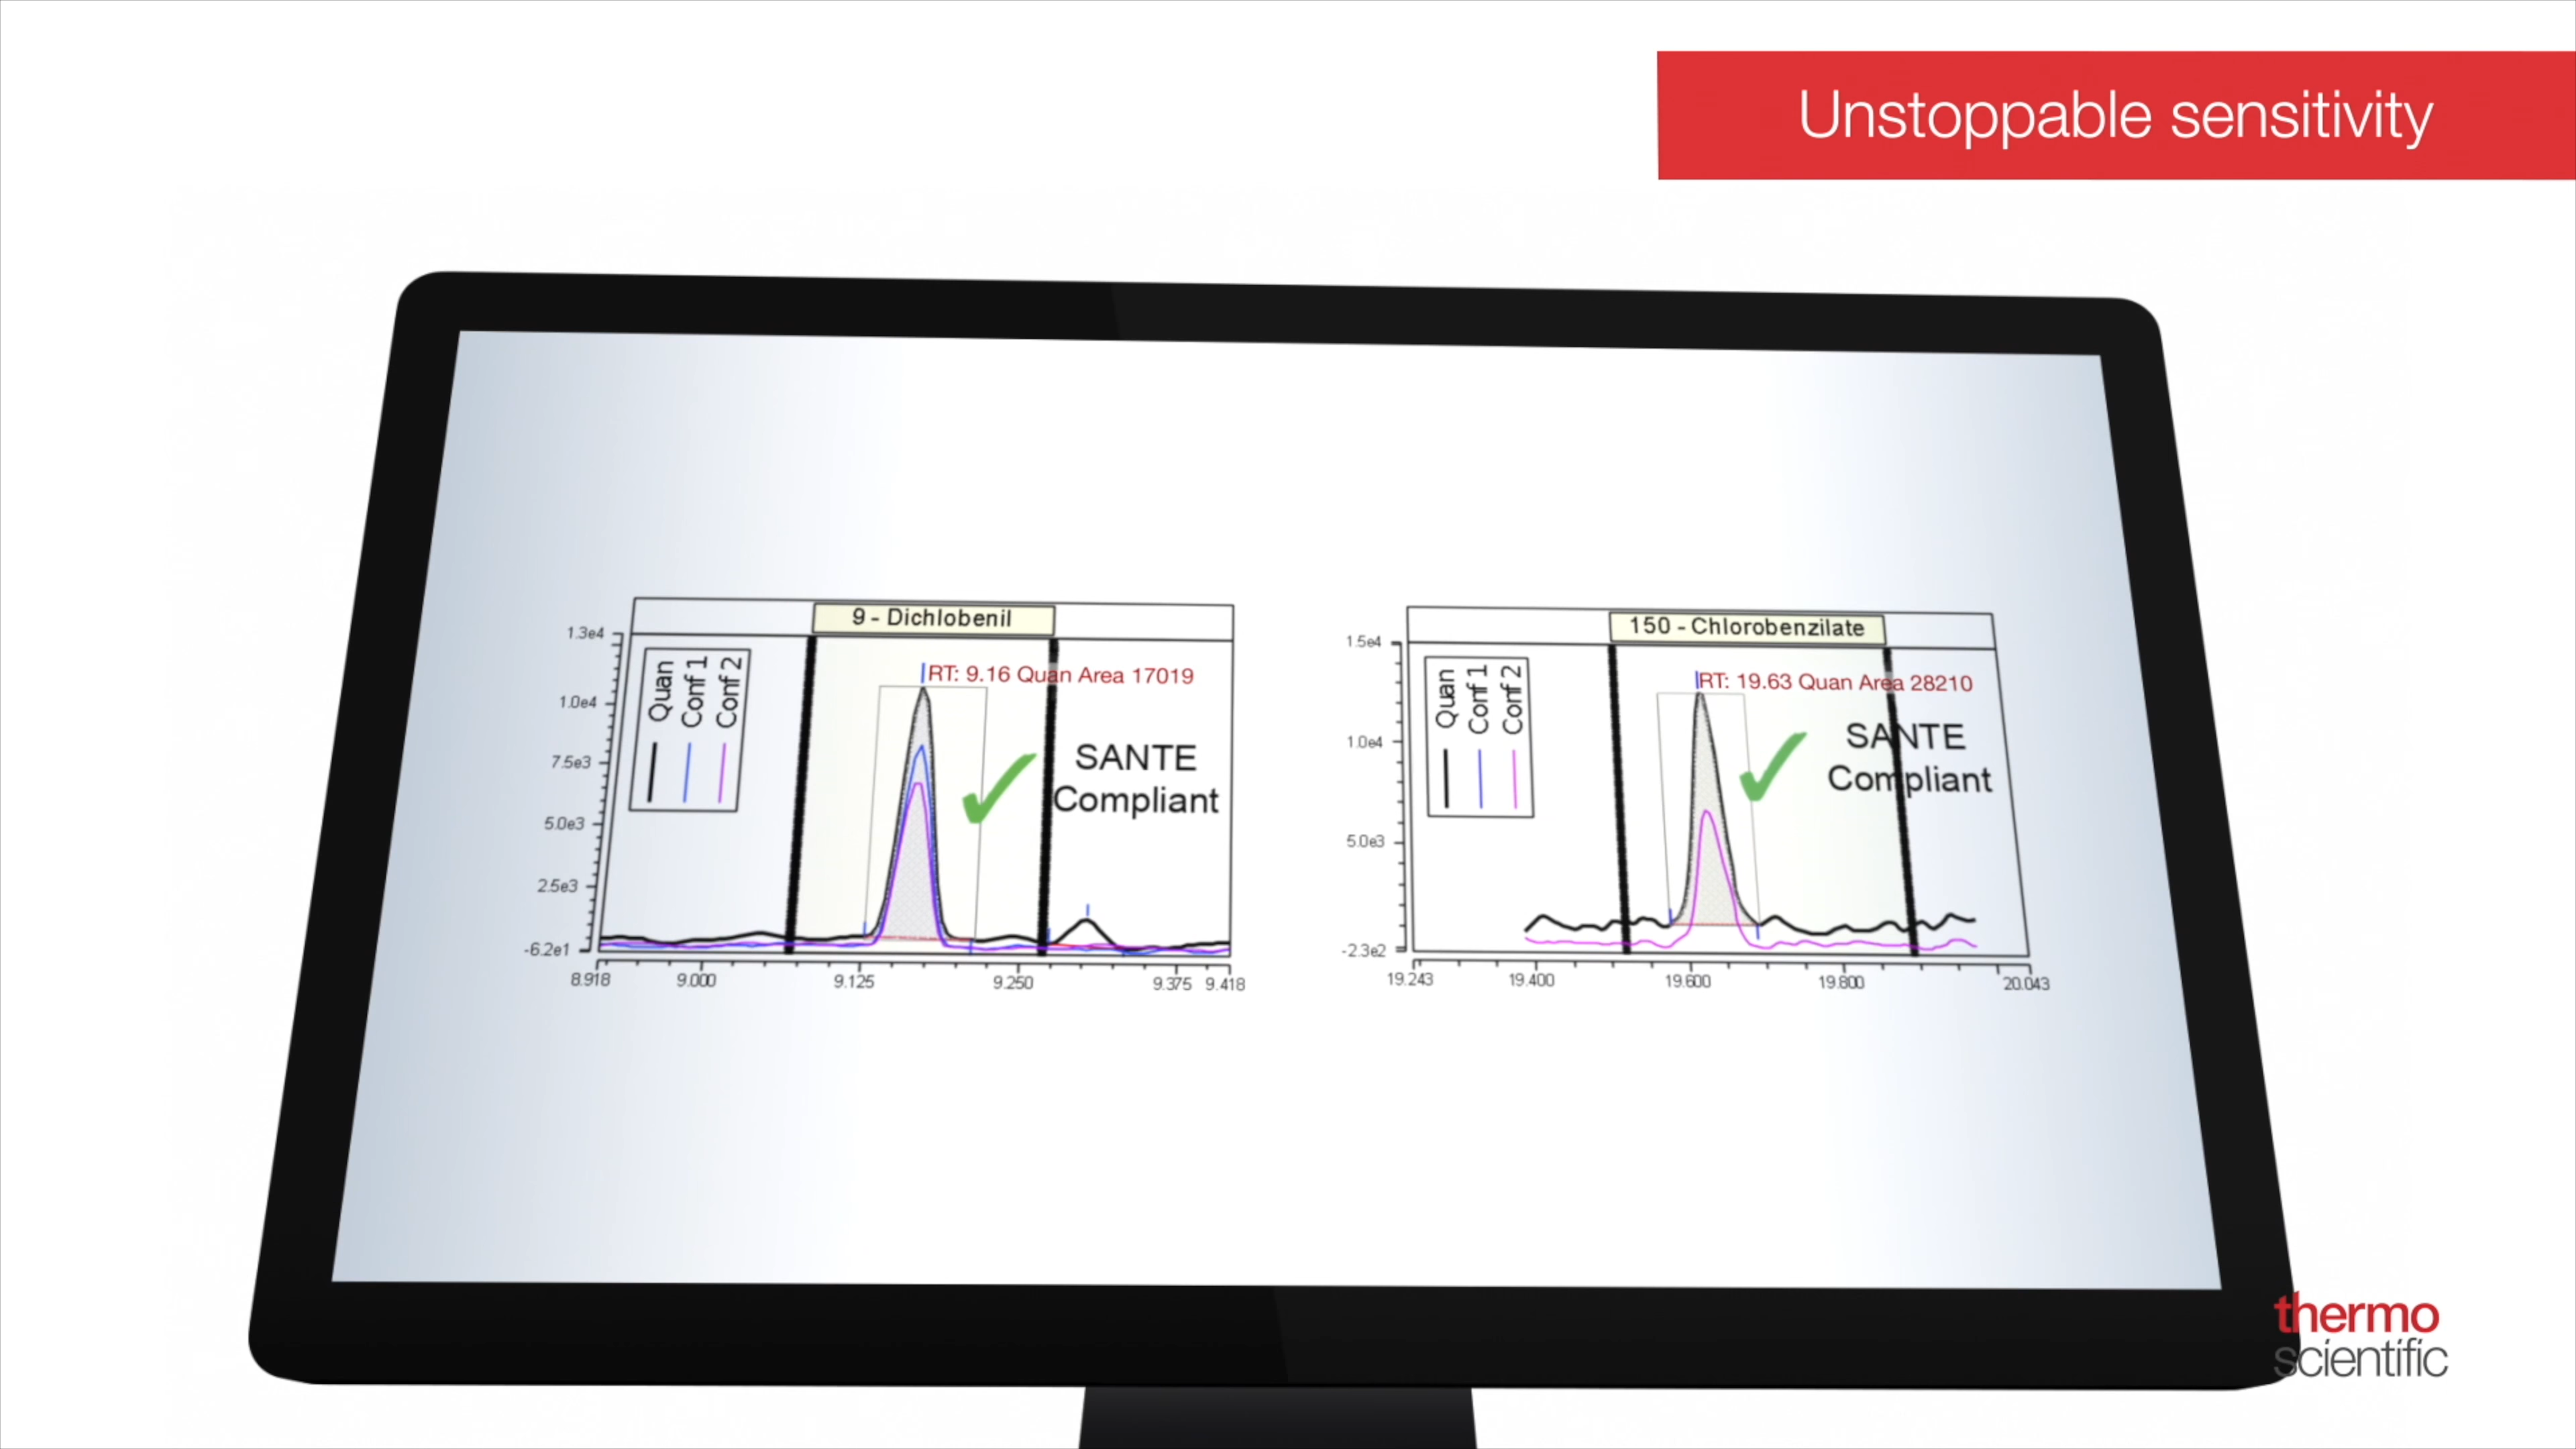 Unstoppable sensitivity
9 - Dichlobenil
1.3e4
1.0e4
7.5e3
5.0e3
2.5e3
-6.2e1
Quan
Conf 1
Conf 2
RT: 9.16 Quan Area 17019
SANTE
Compliant
8.918 9.000 9.125 9.250 9.375 9.418
150 - Chlorobenzilate
1.5e4
1.0e4
5.0e3
-2.3e2
Quan
Conf 1
Conf 2
RT: 19.63 Quan Area 28210
SANTE
Compliant
19.243 19.400 19.600 19.800 20.043
thermo
scientific